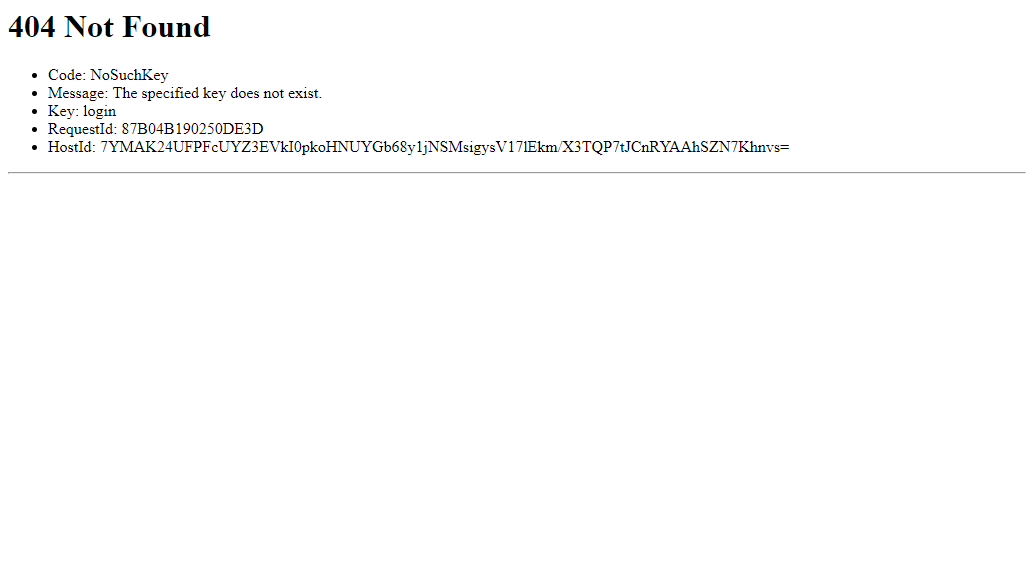 404 Not Found
Code: NoSuchKey
Message: The specified key does not exist.
Key: login
RequestId: 87B04B190250DE3D
HostId: 7YMAK24UFPFcUYZ3EVkI0pkoHNUYGb68y1jNSMsigysV17lEkm/X3TQP7tJCnRYAAhSZN7Khnvs=